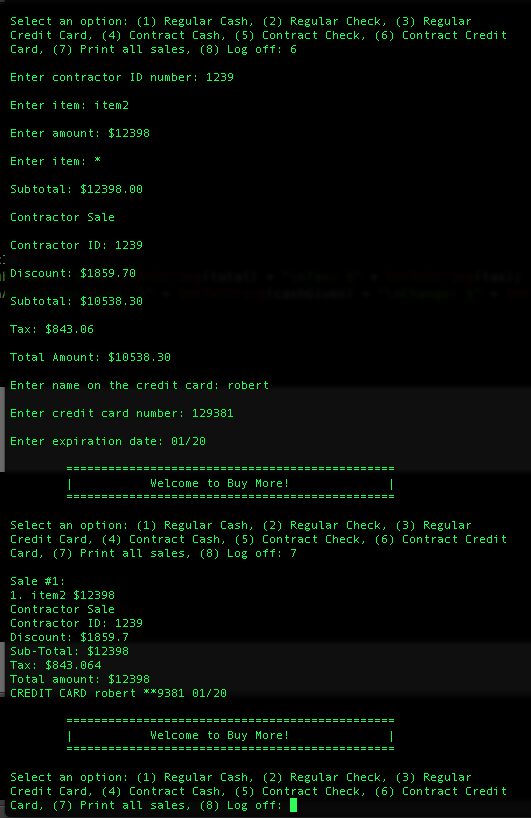 Select an option: (1) Regular Cash, (2) Regular Check, (3) Regular
Credit Card, (4) Contract Cash, (5) Contract Check, (6) Contract Credit
Card, (7) Print all sales, (8) Log off: 6
Enter contractor ID number: 1239
Enter item: item2
Enter amount: $12398
Enter item: *
Subtotal: $12398.00
Contractor Sale
Contractor ID: 1239
Discount: $1859.70
Subtotal: $10538.30
Tax: $843.06
Total Amount: $10538.30
Enter name on the credit card: robert
Enter credit card number: 129381
Enter expiration date: 01/20
===============================================
| Welcome to Buy More! |
===============================================
Select an option: (1) Regular Cash, (2) Regular Check, (3) Regular
Credit Card, (4) Contract Cash, (5) Contract Check, (6) Contract Credit
Card, (7) Print all sales, (8) Log off: 7
Sale #1:
1. item2 $12398
Contractor Sale
Contractor ID: 1239
Discount: $1859.7
Sub-Total: $12398
Tax: $843.064
Total amount: $12398
CREDIT CARD robert **9381 01/20
===============================================
| Welcome to Buy More! |
===============================================
Select an option: (1) Regular Cash, (2) Regular Check, (3) Regular
Credit Card, (4) Contract Cash, (5) Contract Check, (6) Contract Credit
Card, (7) Print all sales, (8) Log off: